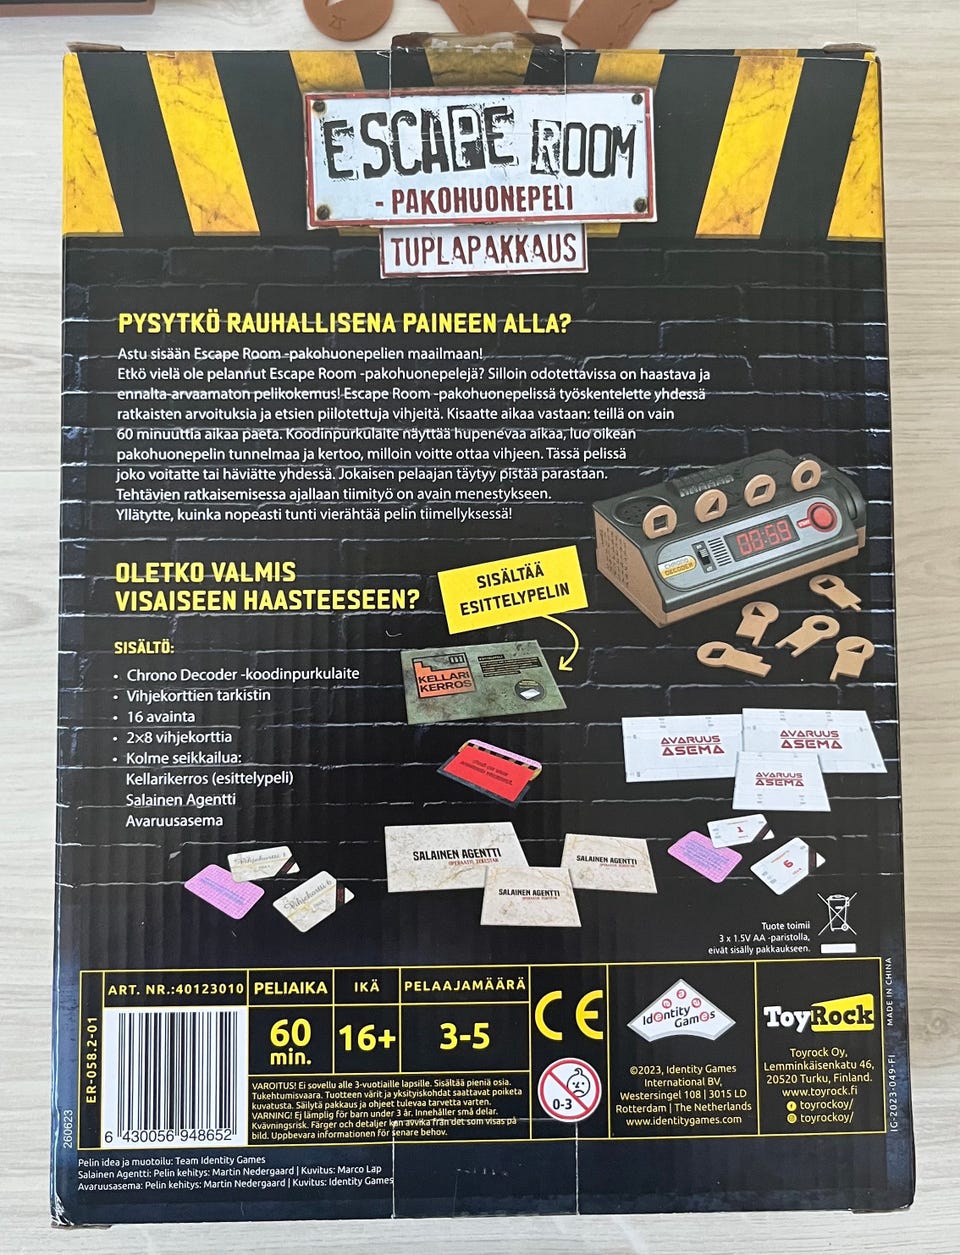 ESCAPE ROOM
- PAKOHUONEPELI
TUPLAPAKKAUS
PYSYTKÖ RAUHALLISENA PAINEEN ALLA?
Astu sisään Escape Room -pakohuonepelien maailmaan!
Etkö vielä ole pelannut Escape Room -pakohuonepelejä? Silloin odotettavissa on haastava ja
ennalta-arvaamaton pelikokemus! Escape Room -pakohuonepelissä työskentelette yhdessä
ratkaisten arvoituksia ja etsien piilotettuja vihjeitä. Kisaatte aikaa vastaan: teillä on vain
60 minuuttia aikaa paeta. Koodinpurkulaite näyttää hupenevaa aikaa, luo oikean
pakohuonepelin tunnelmaa ja kertoo, milloin voitte ottaa vihjeen. Tässä pelissä
joko voitatte tai häviätte yhdessä. Jokaisen pelaajan täytyy pistää parastaan.
Tehtävien ratkaisemisessa ajallaan tiimityö on avain menestykseen.
Yllätytte, kuinka nopeasti tunti vierähtää pelin tiimellyksessä!
OLETKO VALMIS
VISAISEEN HAASTEESEEN?
SISÄLTÄÄ
ESITTELYPELIN
00:59
CHRONO
DECODER
SISÄLTÖ:
• Chrono Decoder -koodinpurkulaite
• Vihjekorttien tarkistin
• 16 avainta
• 2×8 vihjekorttia
• Kolme seikkailua:
Kellarikerros (esittelypeli)
Salainen Agentti
Avaruusasema
KELLARI
KERROS
AVARUUS
ASEMA
AVARUUS
ASEMA
AVARUUS
ASEMA
SALAINEN AGENTTI
SALAINEN AGENTTI
SALAINEN AGENTTI
Vihjekortti 1
Vihjekortti 6
1
6
Tuote toimii
3 x 1.5V AA -paristolla,
eivät sisälly pakkaukseen.
ER-058.2-01
260623
ART. NR.:40123010
6 430056 948652
PELIAIKA
60
min.
IKÄ
16+
PELAAJAMÄÄRÄ
3-5
VAROITUS! Ei sovellu alle 3-vuotiaille lapsille. Sisältää pieniä osia.
Tukehtumisvaara. Tuotteen värit ja yksityiskohdat saattavat poiketa
kuvatusta. Säilytä pakkaus ja ohjeet tulevaa tarvetta varten.
VARNING! Ej lämplig för barn under 3 år. Innehåller små delar.
Kvävningsrisk. Färger och detaljer kan avvika från det som visas på
bild. Uppbevara informationen för senare behov.
CE
0-3
Identity
Games
©2023, Identity Games
International BV,
Westersingel 108 | 3015 LD
Rotterdam | The Netherlands
www.identitygames.com
ToyRock
Toyrock Oy,
Lemminkäisenkatu 46,
20520 Turku, Finland.
www.toyrock.fi
toyrockoy/
toyrockoy/
MADE IN CHINA
IG-2023-049-FI
Pelin idea ja muotoilu: Team Identity Games
Salainen Agentti: Pelin kehitys: Martin Nedergaard | Kuvitus: Marco Lap
Avaruusasema: Pelin kehitys: Martin Nedergaard | Kuvitus: Identity Games